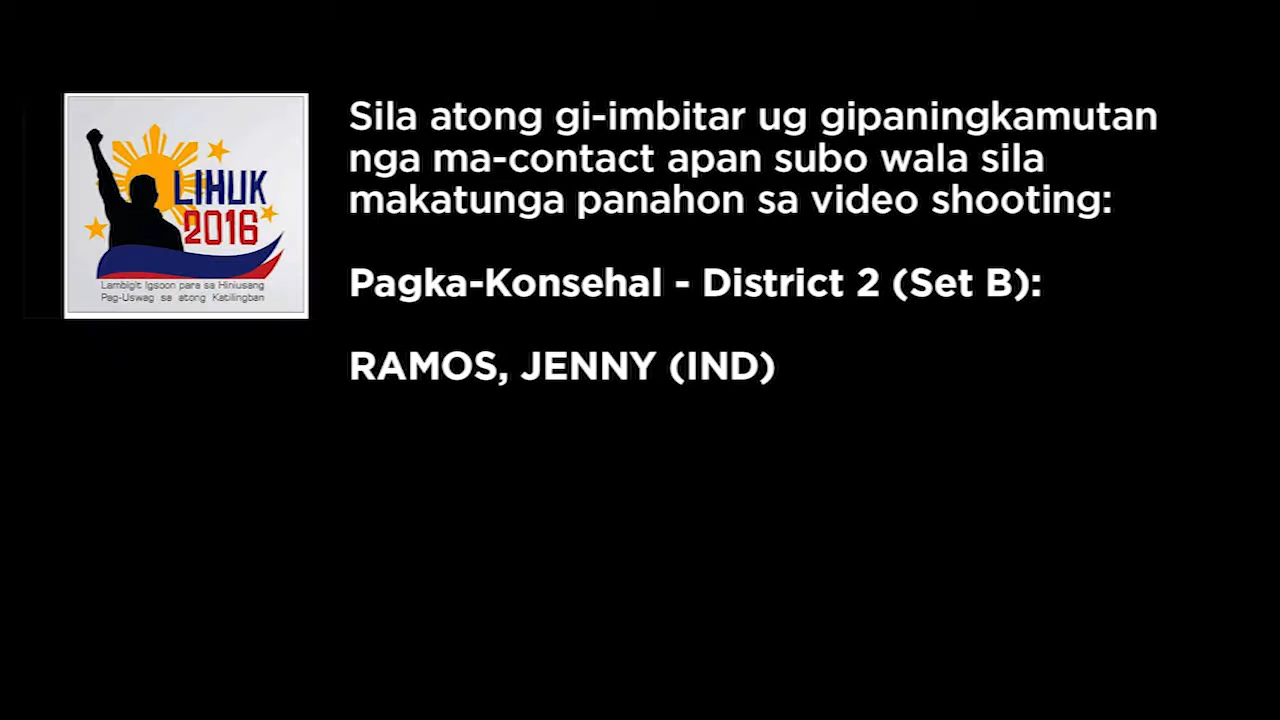 LIHUK
2016
Lambigit Igsoon para sa Hiniusang
Pag-Uswag sa atong Katilingban
Sila atong gi-imbitar ug gipaningkamutan
nga ma-contact apan subo wala sila
makatunga panahon sa video shooting:
Pagka-Konsehal - District 2 (Set B):
RAMOS, JENNY (IND)